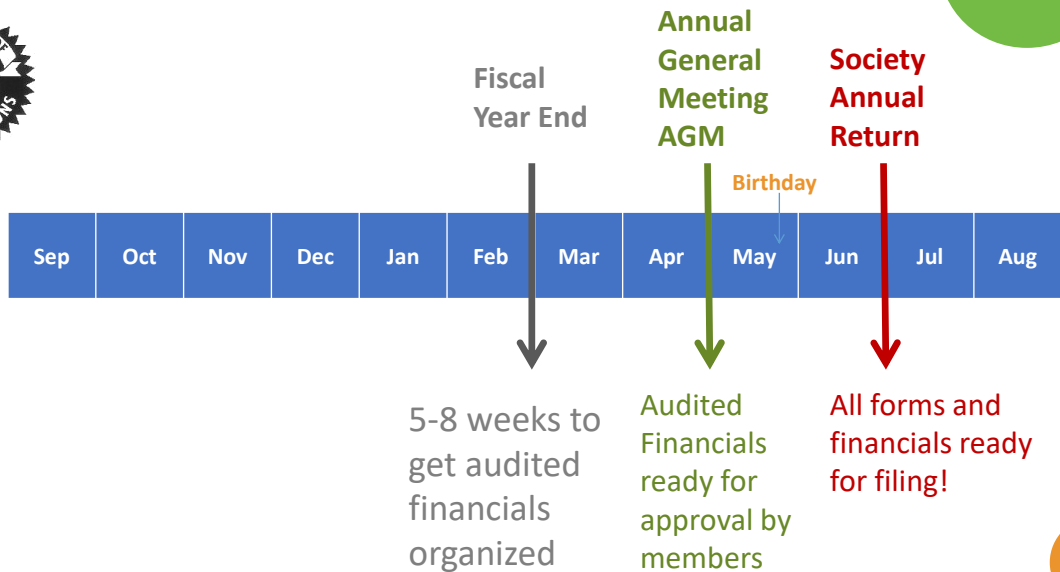 Fiscal
Year End
Annual
General
Meeting
AGM
Society
Annual
Return
Birthday
Sep Oct Nov Dec Jan Feb Mar Apr May Jun Jul Aug
5-8 weeks to
get audited
financials
organized
Audited
Financials
ready for
approval by
members
All forms and
financials ready
for filing!